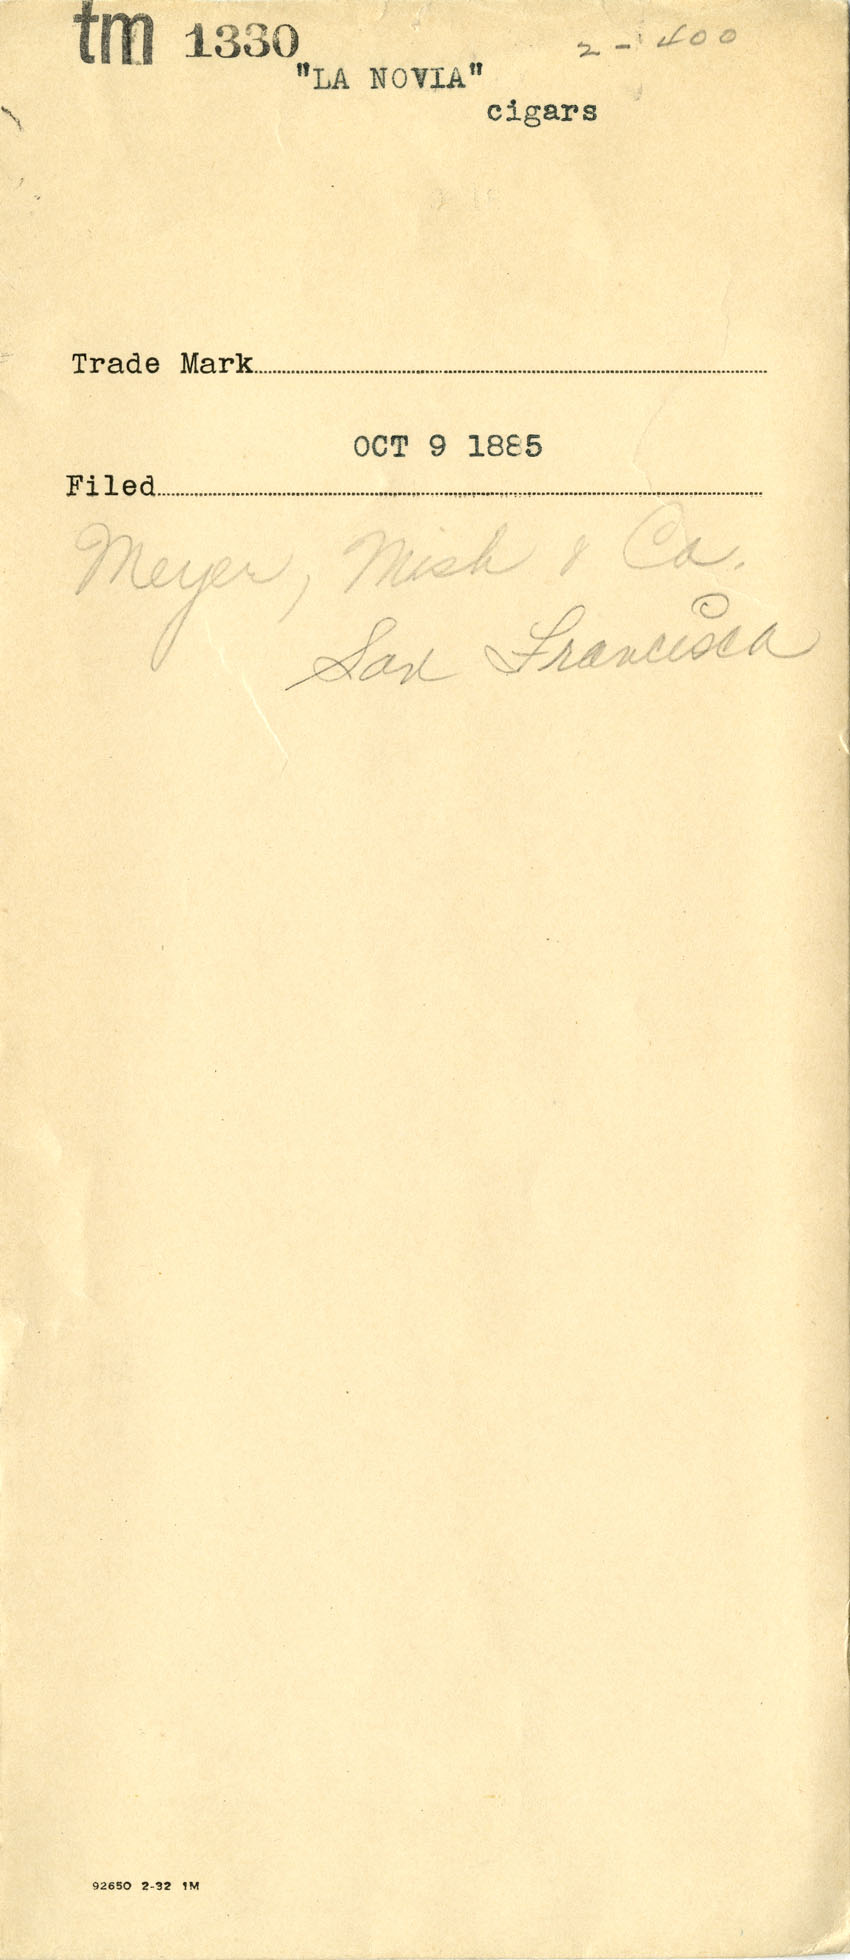 tm 1330 2-400
"LA NOVIA"
cigars
Trade Mark
OCT 9 1885
Filed
Meyer, Mish & Co.
San Francisco
92650 2-32 1M